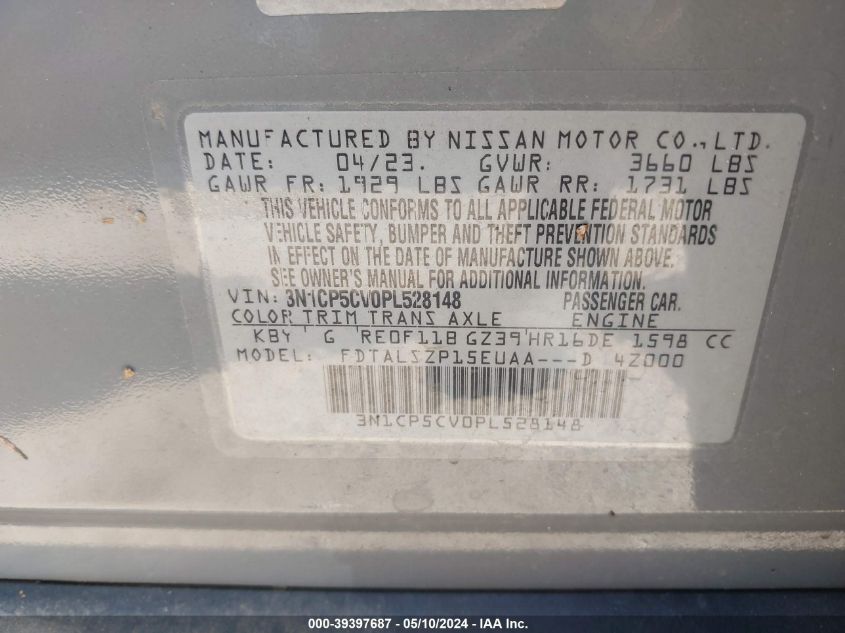 MANUFACTURED BY NISSAN MOTOR CO., LTD.
DATE: 04/23. GVWR: 3660 LBS
GAWR FR: 1929 LBS GAWR RR: 1731 LBS
THIS VEHICLE CONFORMS TO ALL APPLICABLE FEDERAL MOTOR
VEHICLE SAFETY, BUMPER AND THEFT PREVENTION STANDARDS
IN EFFECT ON THE DATE OF MANUFACTURE SHOWN ABOVE.
SEE OWNER'S MANUAL FOR ADDITIONAL INFORMATION.
VIN: 3N1CP5CV0PL528148 PASSENGER CAR.
COLOR TRIM TRANS AXLE ENGINE
KBY G RE0F11B GZ39 HR16DE 1598 CC
MODEL: FDTALSZP15EUAA---D 4Z000
3N1CP5CV0PL528148
000-39397687 - 05/10/2024 - IAA Inc.